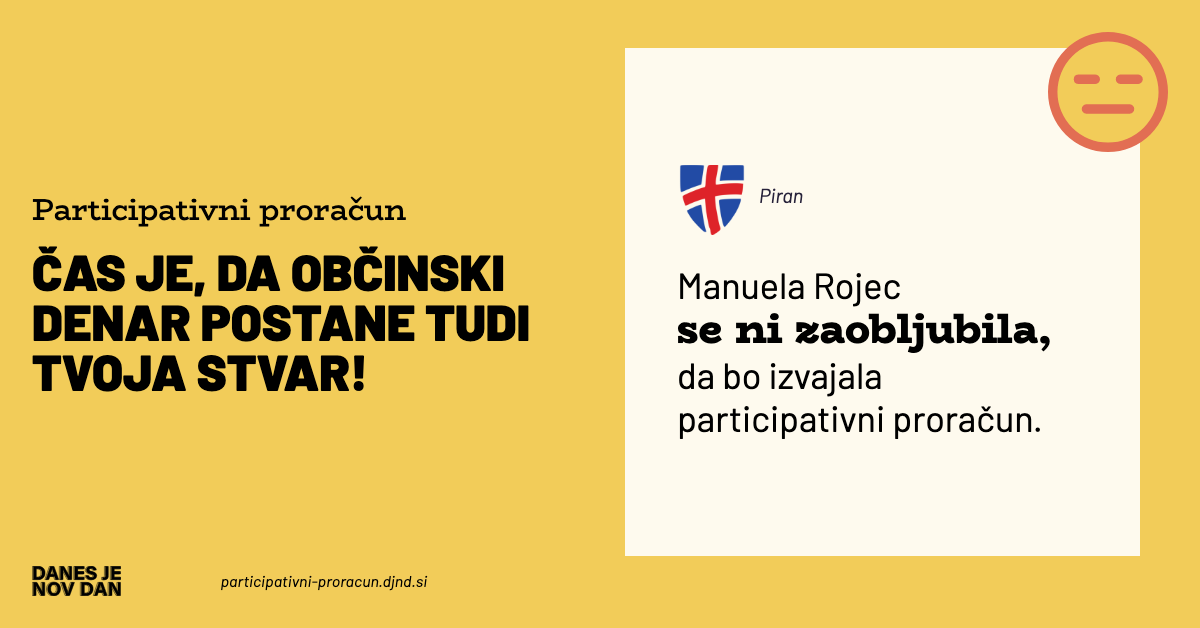 Participativni proračun
ČAS JE, DA OBČINSKI
DENAR POSTANE TUDI
TVOJA STVAR!
DANES JE
NOV DAN
participativni-proracun.djnd.si
Piran
Manuela Rojec
se ni zaobljubila,
da bo izvajala
participativni proračun.